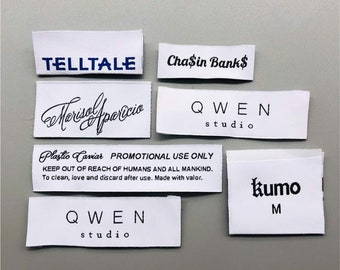 TELLTALE
Cha$in Bank$
Marisol Aparicio
QWEN
studio
Plastic Caviar PROMOTIONAL USE ONLY
KEEP OUT OF REACH OF HUMANS AND ALL MANKIND.
To clean, love and discard after use. Made with valor.
kumo
M
QWEN
studio